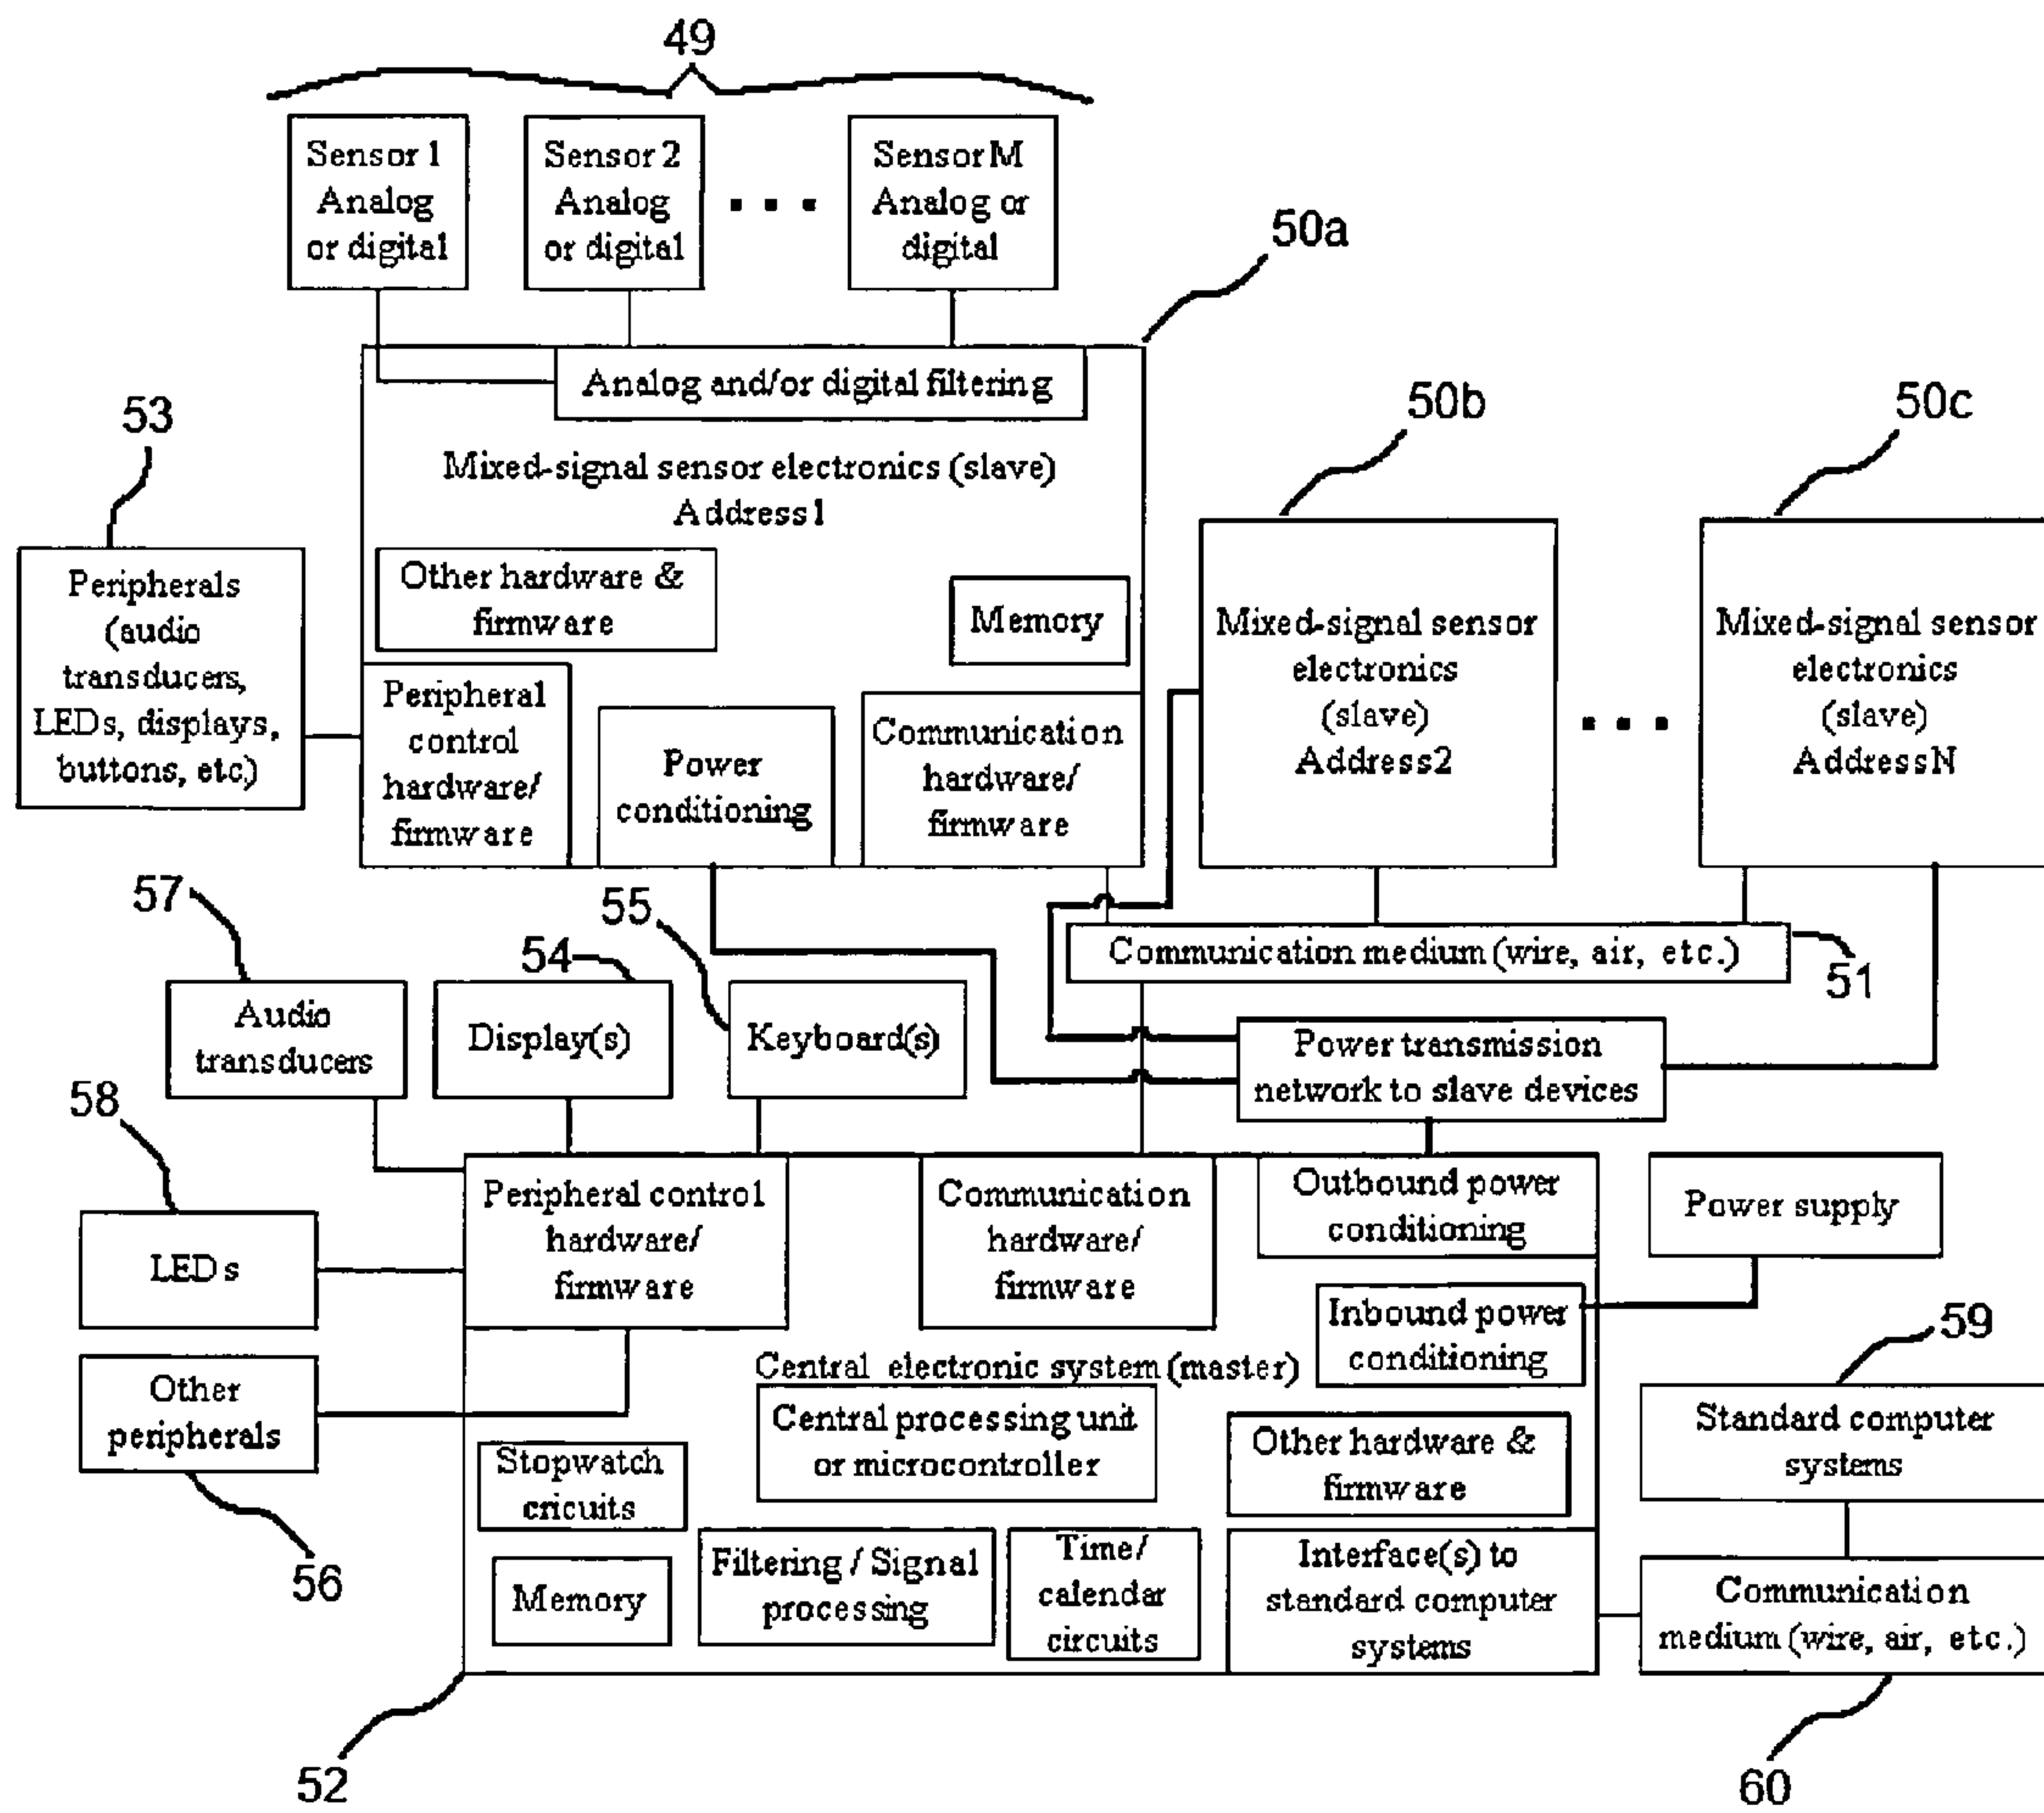 49
Sensor 1
Analog
or digital
Sensor 2
Analog
or digital
Sensor M
Analog or
digital
50a
Analog and/or digital filtering
53
50b
50c
Mixed-signal sensor electronics (slave)
Address1
Peripherals
(audio
transducers,
LEDs, displays,
buttons, etc)
Other hardware &
firmware
Memory
Mixed-signal sensor
electronics
(slave)
Address2
Mixed-signal sensor
electronics
(slave)
AddressN
Peripheral
control
hardware/
firmware
Power
conditioning
Communication
hardware/
firmware
57
54
55
Communication medium (wire, air, etc.)
51
Audio
transducers
Display(s)
Keyboard(s)
Power transmission
network to slave devices
58
Peripheral control
hardware/
firmware
Communication
hardware/
firmware
Outbound power
conditioning
Power supply
LEDs
Inbound power
conditioning
59
Central electronic system (master)
Other
peripherals
Central processing unit
or microcontroller
Other hardware &
firmware
Standard computer
systems
Stopwatch
cricuits
56
Memory
Filtering / Signal
processing
Time/
calendar
circuits
Interface(s) to
standard computer
systems
Communication
medium (wire, air, etc.)
52
60